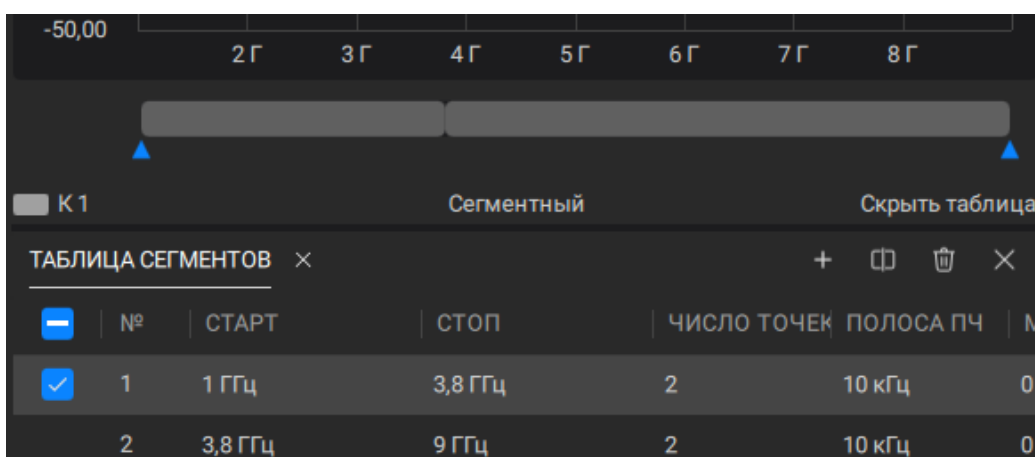 -50,00
2 Г 3 Г 4 Г 5 Г 6 Г 7 Г 8 Г
К 1 Сегментный Скрыть таблица
ТАБЛИЦА СЕГМЕНТОВ
№ СТАРТ СТОП ЧИСЛО ТОЧЕК ПОЛОСА ПЧ
1 1 ГГц 3,8 ГГц 2 10 кГц 0
2 3,8 ГГц 9 ГГц 2 10 кГц 0